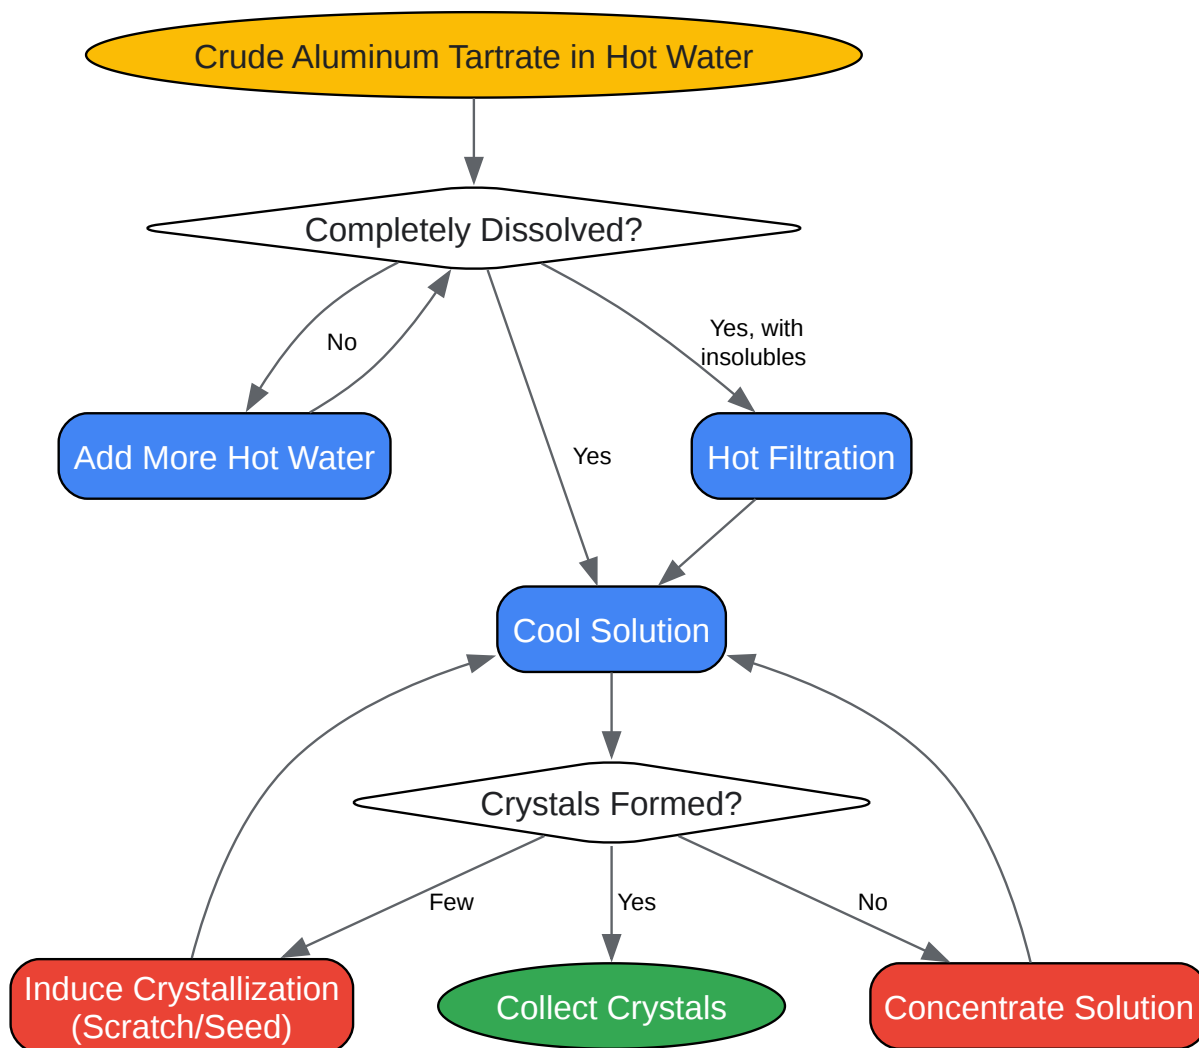 Crude Aluminum Tartrate in Hot Water
Completely Dissolved?
No
Yes, with
insolubles
Add More Hot Water
Yes
Hot Filtration
Cool Solution
Crystals Formed?
Few
Yes
No
Induce Crystallization
(Scratch/Seed)
Collect Crystals
Concentrate Solution